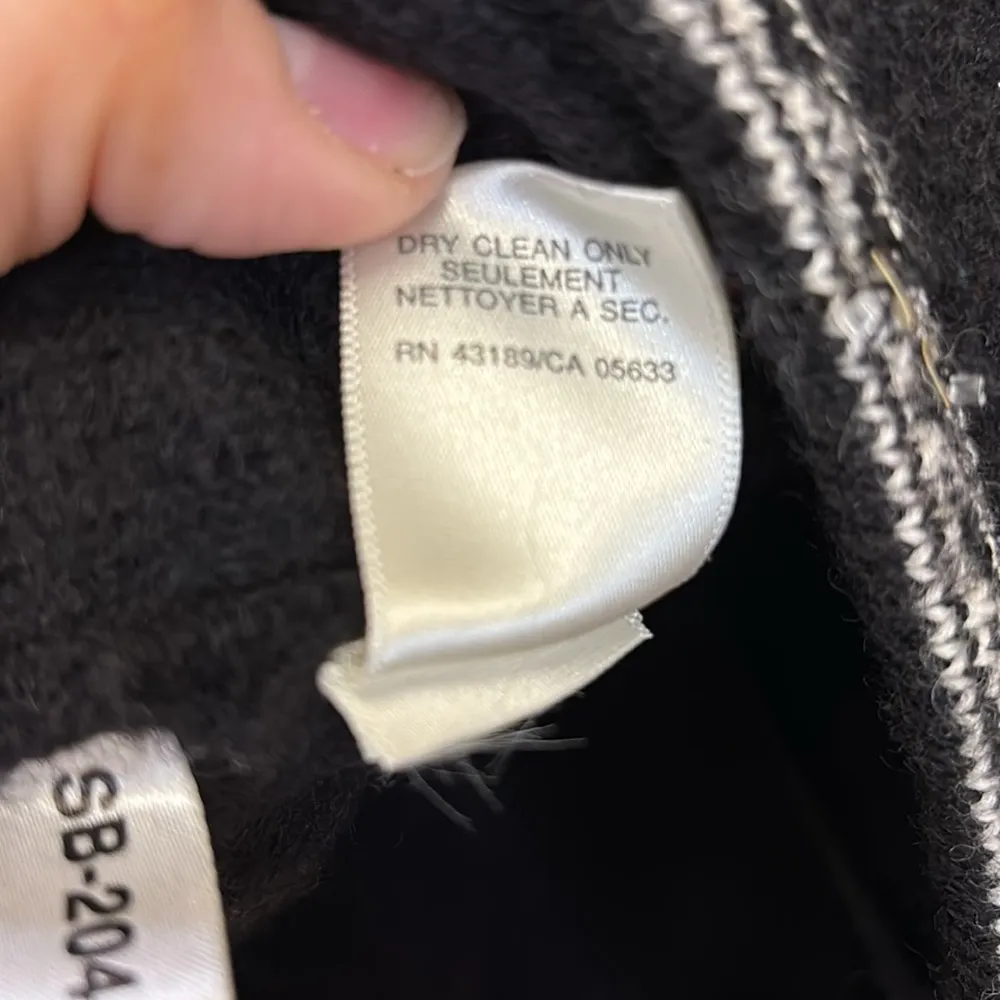 DRY CLEAN ONLY
SEULEMENT
NETTOYER A SEC.
RN 43189/CA 05633
SB-204